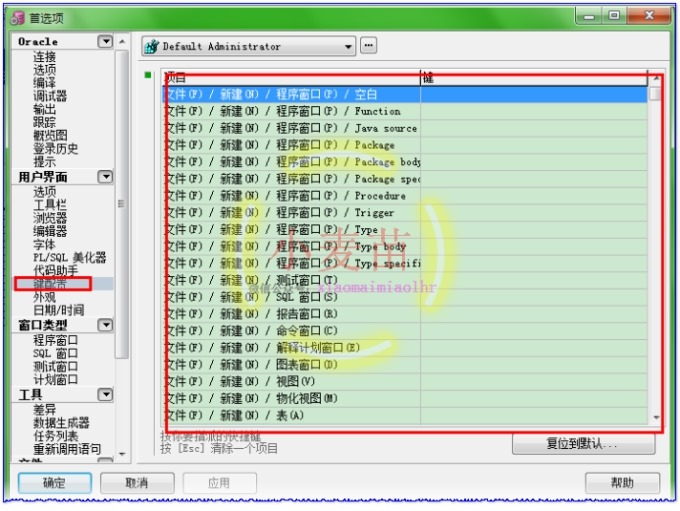 首选项
Oracle
连接
选项
编译
调试器
输出
跟踪
概览图
登录历史
提示
用户界面
选项
工具栏
浏览器
编辑器
字体
PL/SQL 美化器
代码助手
键配置
外观
日期/时间
窗口类型
程序窗口
SQL 窗口
测试窗口
计划窗口
工具
差异
数据生成器
任务列表
重新调用语句
Default Administrator
项目 键
文件(F) / 新建(N) / 程序窗口(P) / 空白
文件(F) / 新建(N) / 程序窗口(P) / Function
文件(F) / 新建(N) / 程序窗口(P) / Java source
文件(F) / 新建(N) / 程序窗口(P) / Package
文件(F) / 新建(N) / 程序窗口(P) / Package body
文件(F) / 新建(N) / 程序窗口(P) / Package spec
文件(F) / 新建(N) / 程序窗口(P) / Procedure
文件(F) / 新建(N) / 程序窗口(P) / Trigger
文件(F) / 新建(N) / 程序窗口(P) / Type
文件(F) / 新建(N) / 程序窗口(P) / Type body
文件(F) / 新建(N) / 程序窗口(P) / Type specifi
文件(F) / 新建(N) / 测试窗口(T)
文件(F) / 新建(N) / SQL 窗口(S)
文件(F) / 新建(N) / 报告窗口(R)
文件(F) / 新建(N) / 命令窗口(C)
文件(F) / 新建(N) / 解释计划窗口(E)
文件(F) / 新建(N) / 图表窗口(D)
文件(F) / 新建(N) / 视图(V)
文件(F) / 新建(N) / 物化视图(M)
文件(F) / 新建(N) / 表(A)
小麦苗
微信公众号：xiaomaimiaolhr
按你要指派的快捷键
按 [Esc] 清除一个项目
复位到默认...
确定
取消
应用
帮助